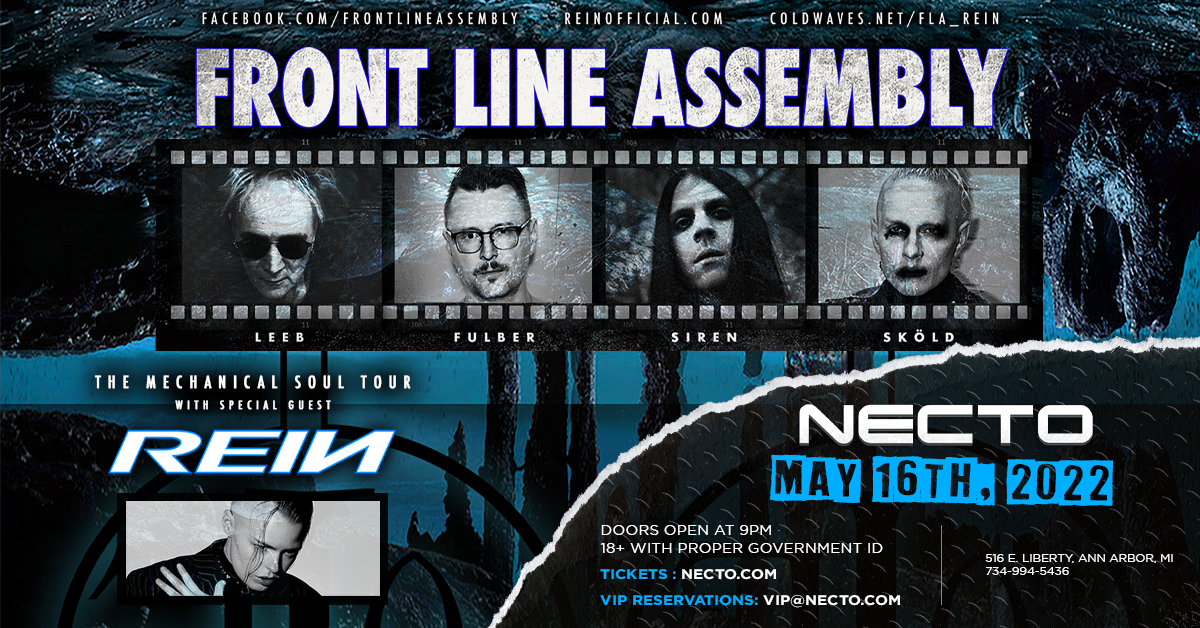 FACEBOOK.COM/FRONTLINEASSEMBLY REINOFFICIAL.COM COLDWAVES.NET/FLA_REIN
FRONT LINE ASSEMBLY
LEEB FULBER SIREN SKÖLD
THE MECHANICAL SOUL TOUR
WITH SPECIAL GUEST
REIN
NECTO
MAY 16TH, 2022
DOORS OPEN AT 9PM
18+ WITH PROPER GOVERNMENT ID
TICKETS : NECTO.COM
VIP RESERVATIONS: VIP@NECTO.COM
516 E. LIBERTY, ANN ARBOR, MI
734-994-5436